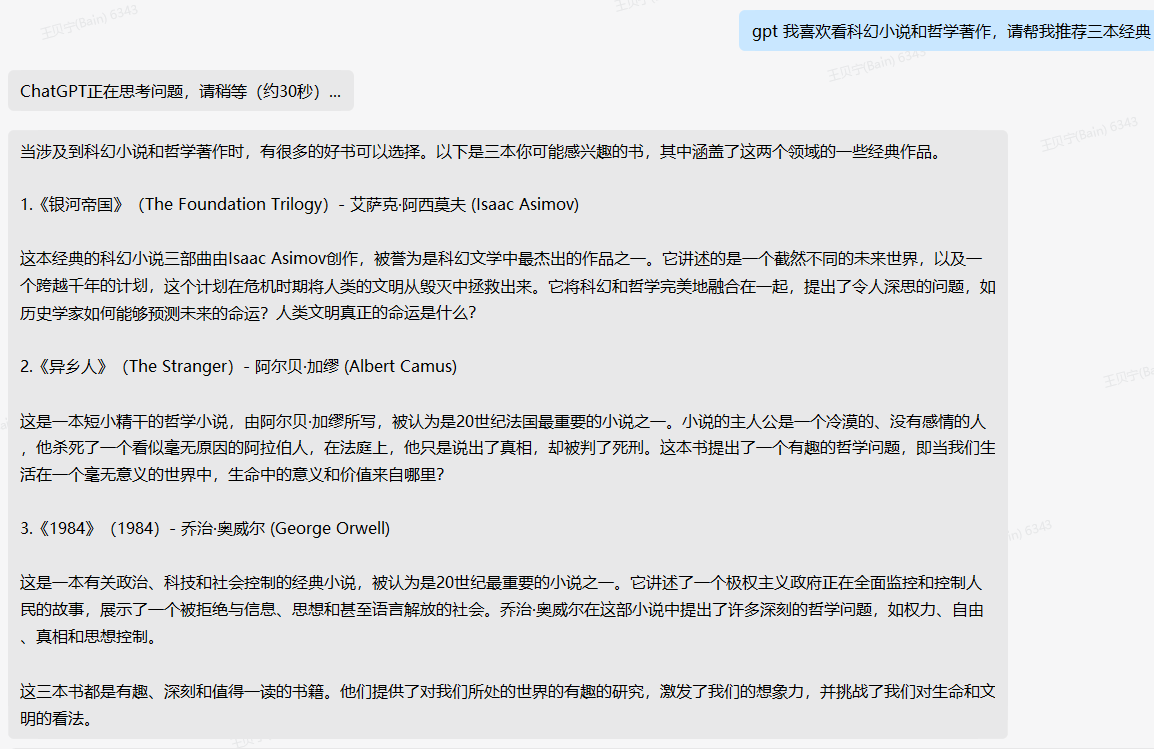 王贝宁(Bain) 6343
gpt 我喜欢看科幻小说和哲学著作，请帮我推荐三本经典
王贝宁(Bain) 6343
ChatGPT正在思考问题，请稍等（约30秒）...
王贝宁(Bain) 6343
当涉及到科幻小说和哲学著作时，有很多的好书可以选择。以下是三本你可能感兴趣的书，其中涵盖了这两个领域的一些经典作品。
1.《银河帝国》（The Foundation Trilogy）- 艾萨克·阿西莫夫 (Isaac Asimov)
这本经典的科幻小说三部曲由Isaac Asimov创作，被誉为是科幻文学中最杰出的作品之一。它讲述的是一个截然不同的未来世界，以及一
个跨越千年的计划，这个计划在危机时期将人类的文明从毁灭中拯救出来。它将科幻和哲学完美地融合在一起，提出了令人深思的问题，如
历史学家如何能够预测未来的命运？人类文明真正的命运是什么？
2.《异乡人》（The Stranger）- 阿尔贝·加缪 (Albert Camus)
王贝宁(Ba
这是一本短小精干的哲学小说，由阿尔贝·加缪所写，被认为是20世纪法国最重要的小说之一。小说的主人公是一个冷漠的、没有感情的人
，他杀死了一个看似毫无原因的阿拉伯人，在法庭上，他只是说出了真相，却被判了死刑。这本书提出了一个有趣的哲学问题，即当我们生
活在一个毫无意义的世界中，生命中的意义和价值来自哪里？
3.《1984》（1984）- 乔治·奥威尔 (George Orwell)
in) 6343
这是一本有关政治、科技和社会控制的经典小说，被认为是20世纪最重要的小说之一。它讲述了一个极权主义政府正在全面监控和控制人
民的故事，展示了一个被拒绝与信息、思想和甚至语言解放的社会。乔治·奥威尔在这部小说中提出了许多深刻的哲学问题，如权力、自由
、真相和思想控制。
这三本书都是有趣、深刻和值得一读的书籍。他们提供了对我们所处的世界的有趣的研究，激发了我们的想象力，并挑战了我们对生命和文
明的看法。